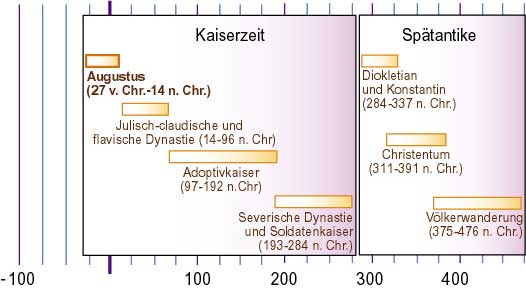 Kaiserzeit
Augustus
(27 v. Chr.-14 n. Chr.)
Julisch-claudische und
flavische Dynastie (14-96 n. Chr)
Adoptivkaiser
(97-192 n.Chr)
Severische Dynastie
und Soldatenkaiser
(193-284 n. Chr.)
Spätantike
Diokletian
und Konstantin
(284-337 n. Chr.)
Christentum
(311-391 n. Chr.)
Völkerwanderung
(375-476 n. Chr.)
-100 100 200 300 400